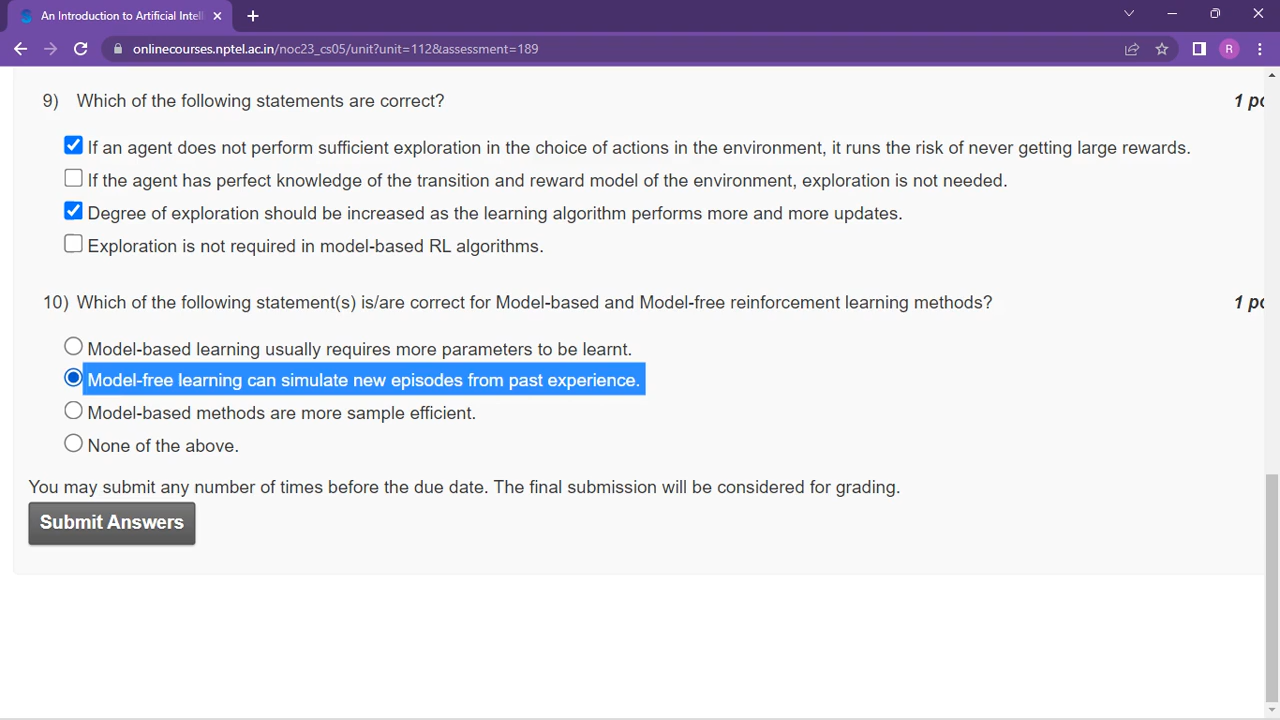 An Introduction to Artificial Intelli
onlinecourses.nptel.ac.in/noc23_cs05/unit?unit=112&assessment=189
R
9) Which of the following statements are correct?
1 po
If an agent does not perform sufficient exploration in the choice of actions in the environment, it runs the risk of never getting large rewards.
If the agent has perfect knowledge of the transition and reward model of the environment, exploration is not needed.
Degree of exploration should be increased as the learning algorithm performs more and more updates.
Exploration is not required in model-based RL algorithms.
10) Which of the following statement(s) is/are correct for Model-based and Model-free reinforcement learning methods?
1 po
Model-based learning usually requires more parameters to be learnt.
Model-free learning can simulate new episodes from past experience.
Model-based methods are more sample efficient.
None of the above.
You may submit any number of times before the due date. The final submission will be considered for grading.
Submit Answers